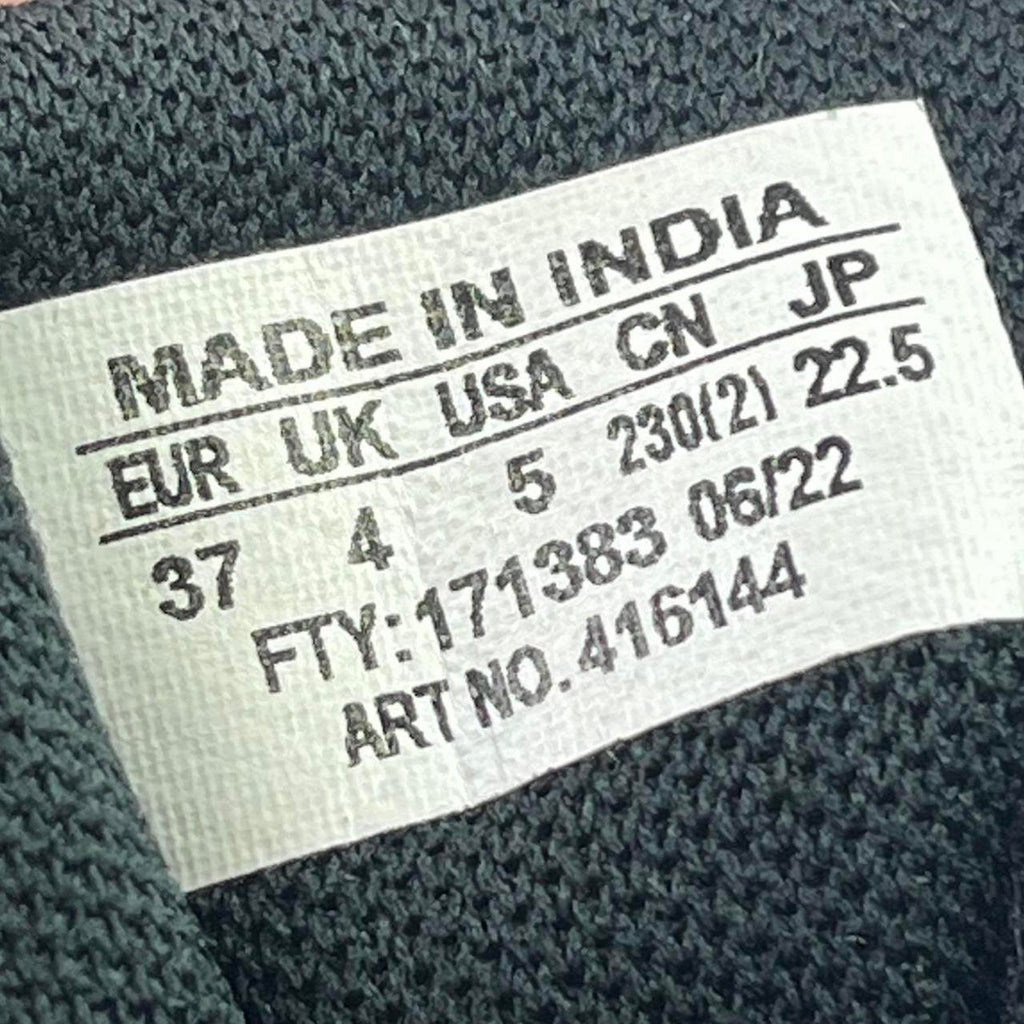 MADE IN INDIA
EUR UK USA CN JP
37 4 5 230(2) 22.5
FTY: 171383 06/22
ART NO. 416144